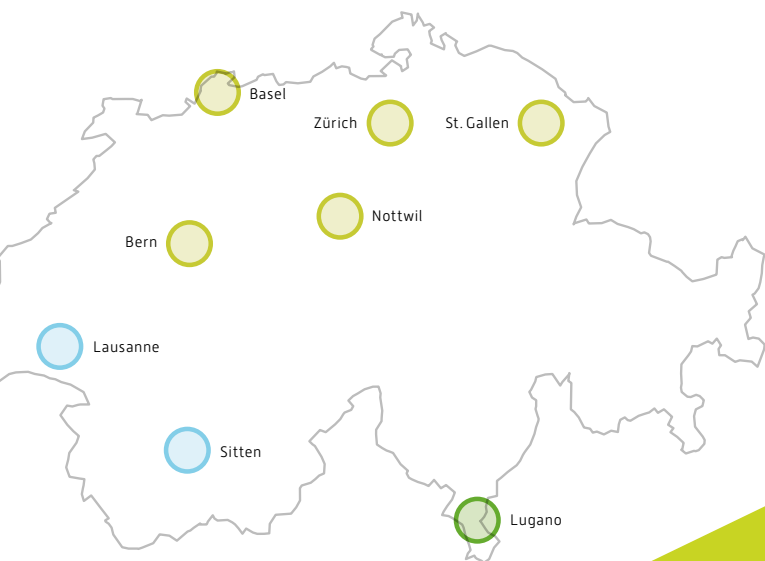 Basel
Zürich
St. Gallen
Nottwil
Bern
Lausanne
Sitten
Lugano